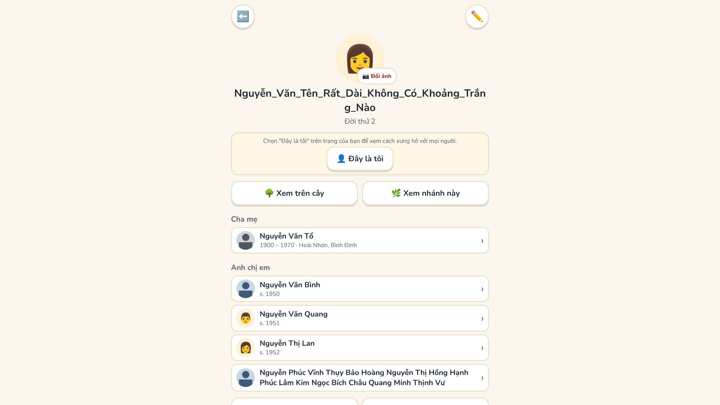 Nguyễn_Văn_Tên_Rất_Dài_Không_Có_Khoảng_Trắn
g_Nào
Đổi ảnh
Đời thứ 2
Chọn "Đây là tôi" trên trang của bạn để xem cách xưng hô với mọi người.
Đây là tôi
Xem trên cây
Xem nhánh này
Cha mẹ
Nguyễn Văn Tổ
1900 – 1970 · Hoài Nhơn, Bình Định
Anh chị em
Nguyễn Văn Bình
s. 1950
Nguyễn Văn Quang
s. 1951
Nguyễn Thị Lan
s. 1952
Nguyễn Phúc Vĩnh Thụy Bảo Hoàng Nguyễn Thị Hồng Hạnh
Phúc Lâm Kim Ngọc Bích Châu Quang Minh Thịnh Vư